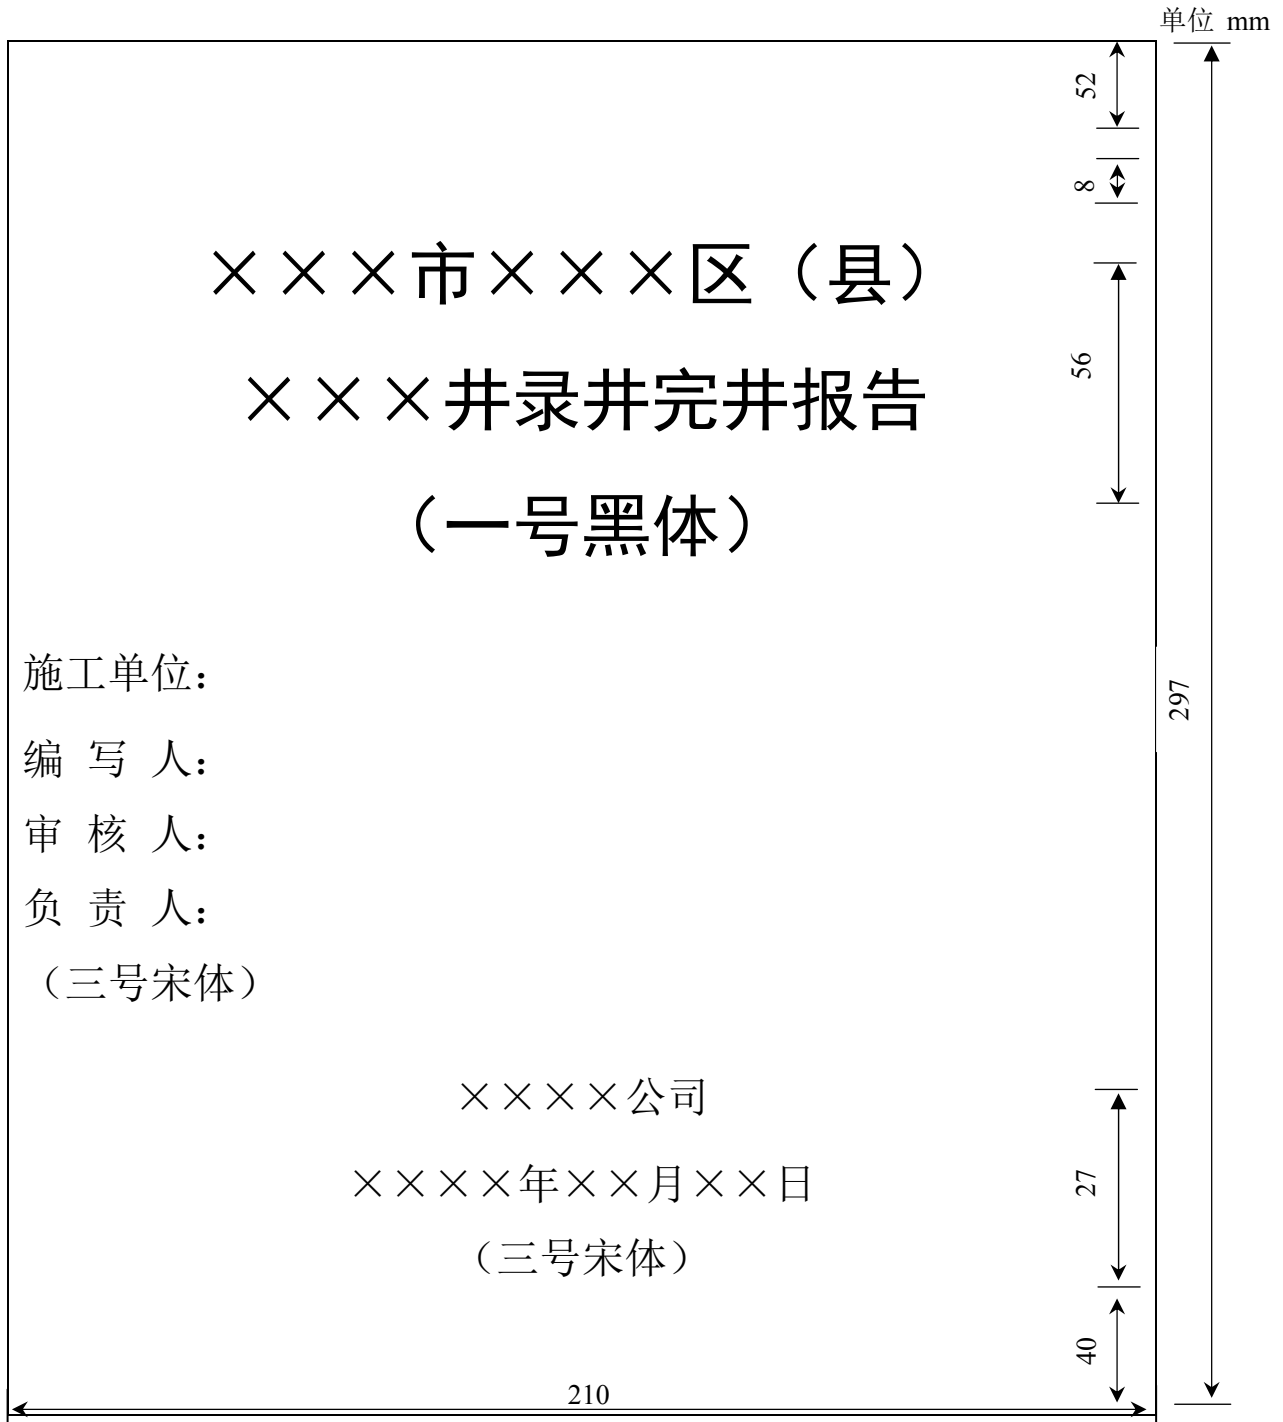 单位 mm
52
8
×××市×××区（县）
56
×××井录井完井报告
（一号黑体）
施工单位：
297
编 写 人：
审 核 人：
负 责 人：
（三号宋体）
××××公司
××××年××月××日
27
（三号宋体）
40
210